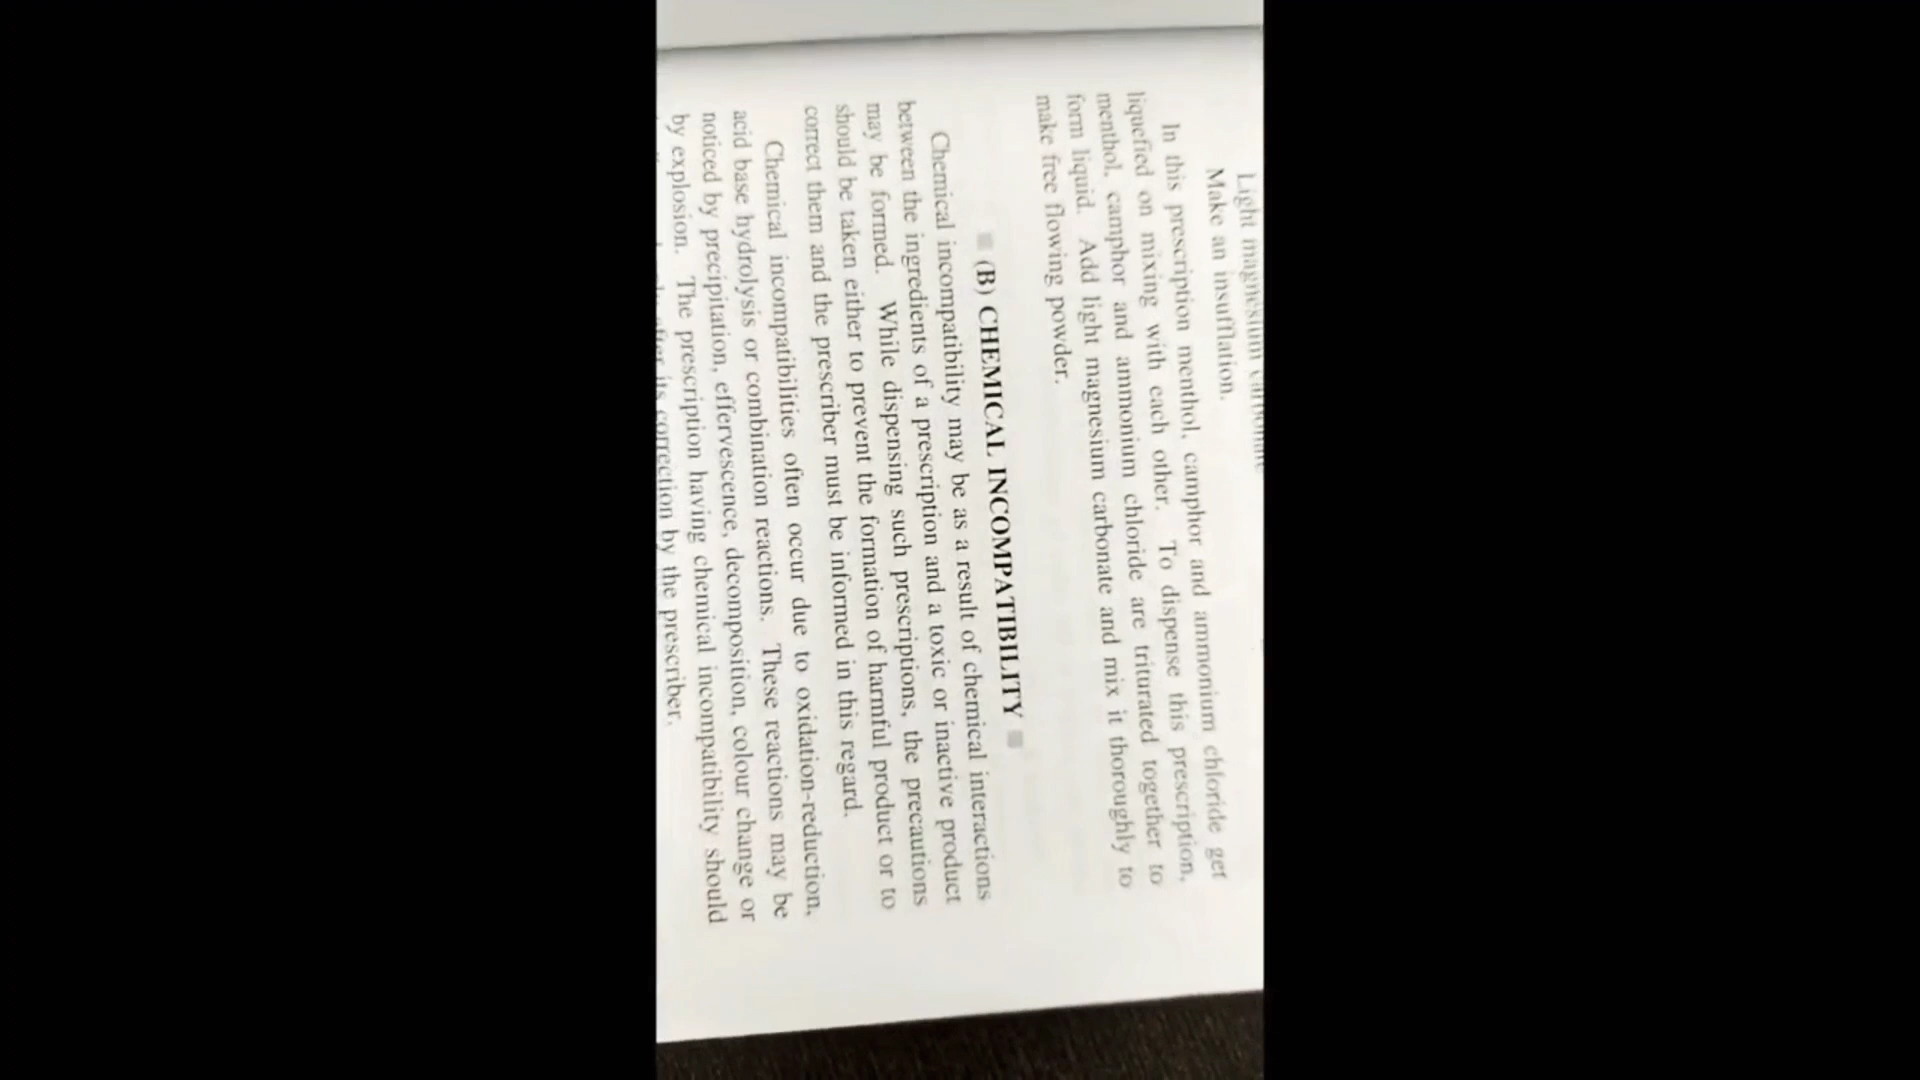 Light magnesium carbonate
Make an insufflation.
In this prescription menthol, camphor and ammonium chloride get
liquefied on mixing with each other. To dispense this prescription,
menthol, camphor and ammonium chloride are triturated together to
form liquid. Add light magnesium carbonate and mix it thoroughly to
make free flowing powder.
(B) CHEMICAL INCOMPATIBILITY
Chemical incompatibility may be as a result of chemical interactions
between the ingredients of a prescription and a toxic or inactive product
may be formed. While dispensing such prescriptions, the precautions
should be taken either to prevent the formation of harmful product or to
correct them and the prescriber must be informed in this regard.
Chemical incompatibilities often occur due to oxidation-reduction,
acid base hydrolysis or combination reactions. These reactions may be
noticed by precipitation, effervescence, decomposition, colour change or
by explosion. The prescription having chemical incompatibility should
after its correction by the prescriber.